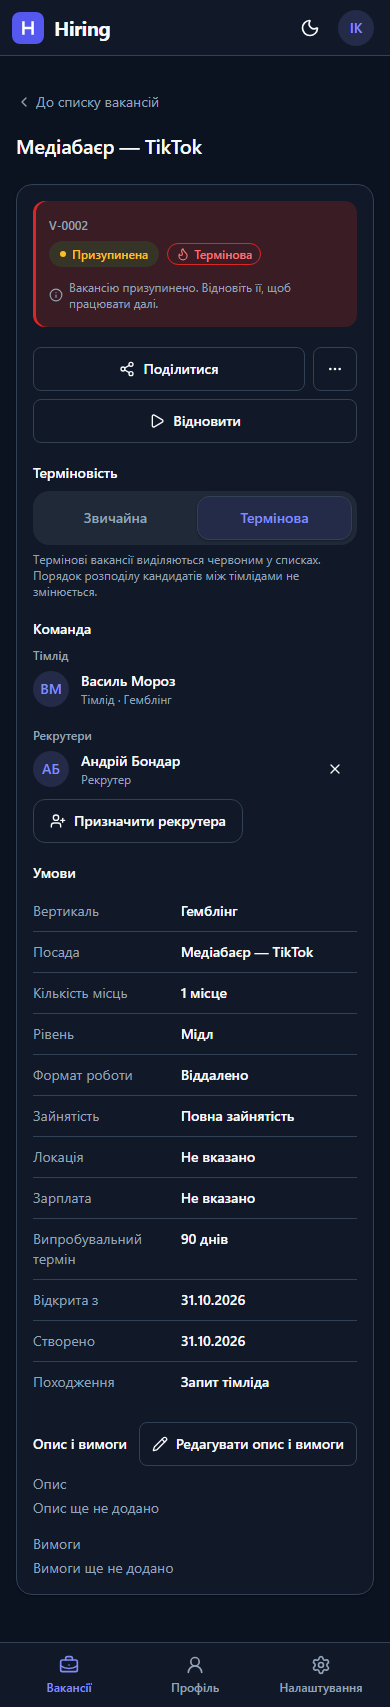 H Hiring
ІК
До списку вакансій
Медіабаєр — TikTok
V-0002
Призупинена
Термінова
Вакансію призупинено. Відновіть її, щоб
працювати далі.
Поділитися
Відновити
Терміновість
Звичайна
Термінова
Термінові вакансії виділяються червоним у списках.
Порядок розподілу кандидатів між тімлідами не
змінюється.
Команда
Тімлід
ВМ
Василь Мороз
Тімлід · Гемблінг
Рекрутери
АБ
Андрій Бондар
Рекрутер
Призначити рекрутера
Умови
Вертикаль Гемблінг
Посада Медіабаєр — TikTok
Кількість місць 1 місце
Рівень Мідл
Формат роботи Віддалено
Зайнятість Повна зайнятість
Локація Не вказано
Зарплата Не вказано
Випробувальний 90 днів
термін
Відкрита з 31.10.2026
Створено 31.10.2026
Походження Запит тімліда
Опис і вимоги
Редагувати опис і вимоги
Опис
Опис ще не додано
Вимоги
Вимоги ще не додано
Вакансії Профіль Налаштування